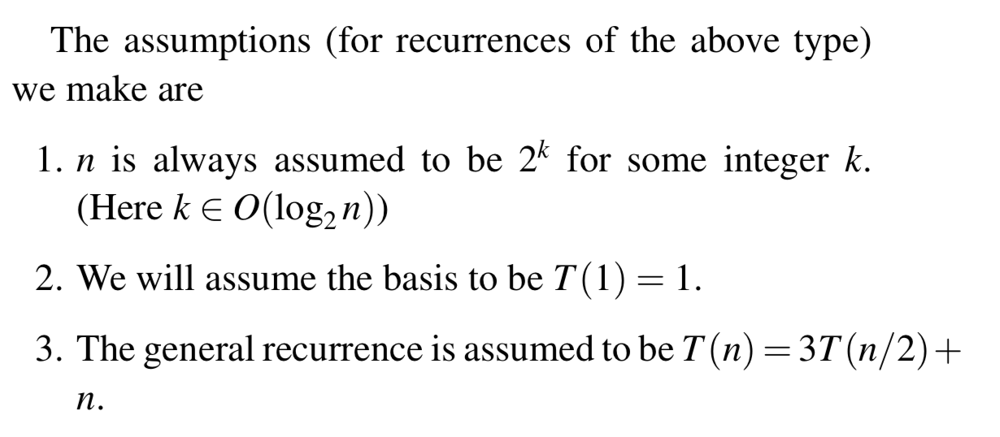 The assumptions (for recurrences of the above type)
we make are
1. n is always assumed to be 2^k for some integer k.
(Here k ∈ O(log₂ n))
2. We will assume the basis to be T(1) = 1.
3. The general recurrence is assumed to be T(n) = 3T(n/2)+
n.